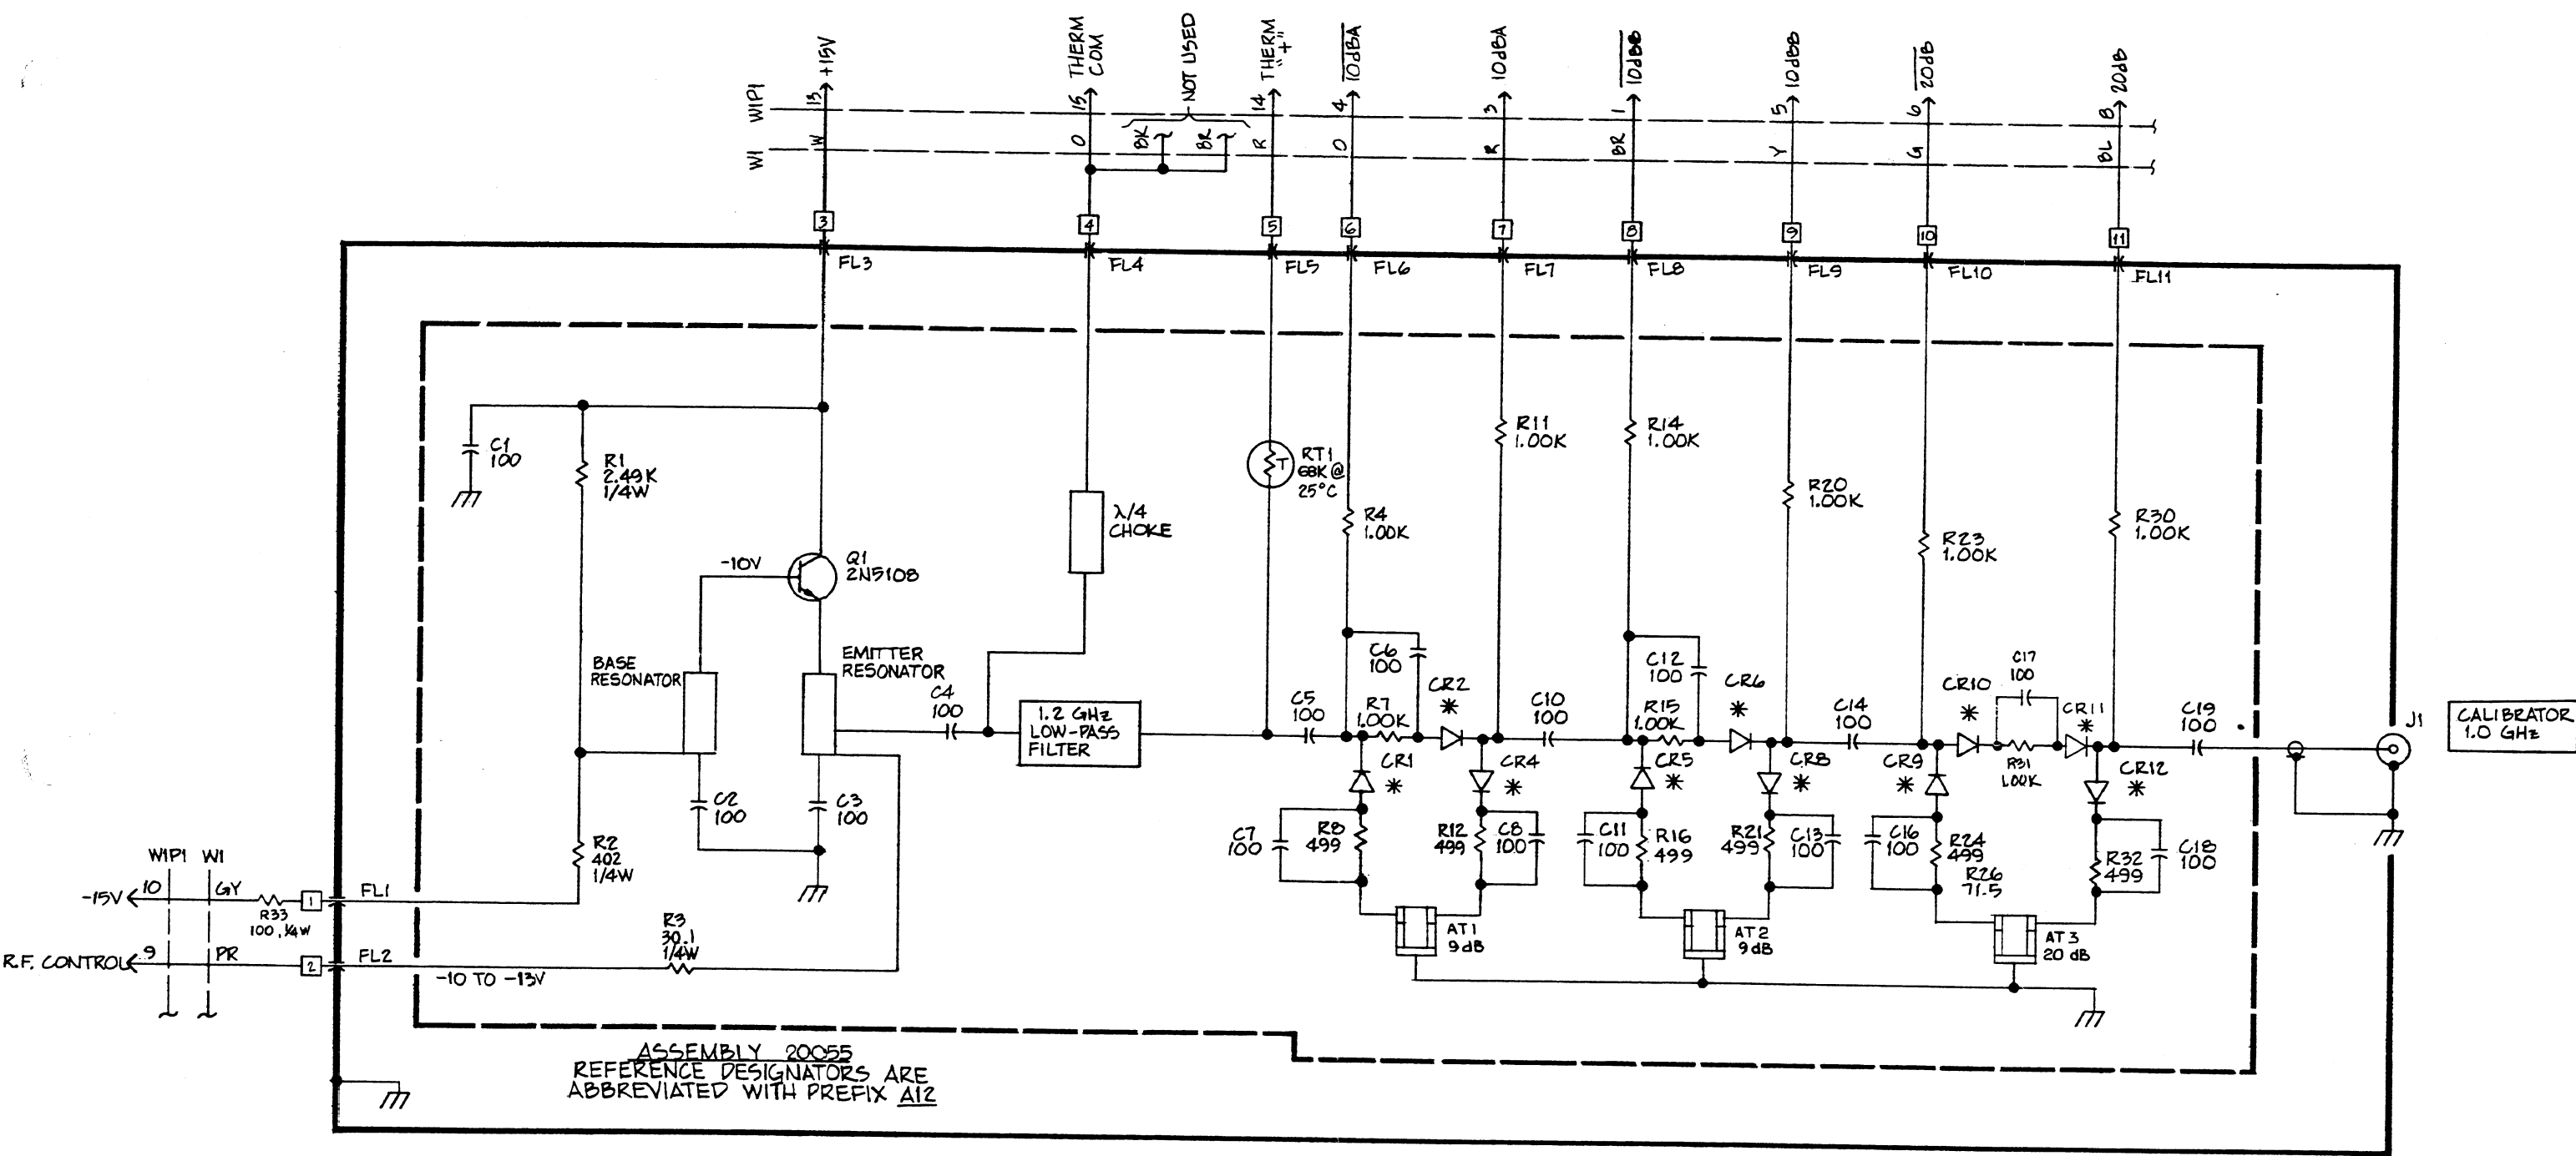 +15V
THERM
COM
NOT USED
THERM
"+"
10dBA
10dBA
10dBB
10dBB
20dB
20dB
W1P1
13
15
14
4
3
1
5
6
8
W1
W
O
BK
BR
R
O
R
BR
Y
G
BL
3
4
5
6
7
8
9
10
11
FL3
FL4
FL5
FL6
FL7
FL8
FL9
FL10
FL11
C1
100
R1
2.49K
1/4W
λ/4
CHOKE
RT1
68K @
25°C
R4
1.00K
R11
1.00K
R14
1.00K
R20
1.00K
R23
1.00K
R30
1.00K
-10V
Q1
2N5108
BASE
RESONATOR
EMITTER
RESONATOR
C4
100
1.2 GHz
LOW-PASS
FILTER
C5
100
C6
100
R7
1.00K
CR2
*
C10
100
C12
100
R15
1.00K
CR6
*
C14
100
CR10
*
C17
100
CR11
*
R31
1.00K
C19
100
J1
CALIBRATOR
1.0 GHz
CR1
*
CR4
*
CR5
*
CR8
*
CR9
*
CR12
*
C2
100
C3
100
R2
402
1/4W
C7
100
R8
499
R12
499
C8
100
C11
100
R16
499
R21
499
C13
100
C16
100
R24
499
R26
71.5
R32
499
C18
100
AT1
9dB
AT2
9dB
AT3
20 dB
W1P1 W1
-15V
10
GY
R33
100, 1/4W
1
FL1
R.F. CONTROL
9
PR
2
FL2
-10 TO -13V
R3
30.1
1/4W
ASSEMBLY 20055
REFERENCE DESIGNATORS ARE
ABBREVIATED WITH PREFIX A12